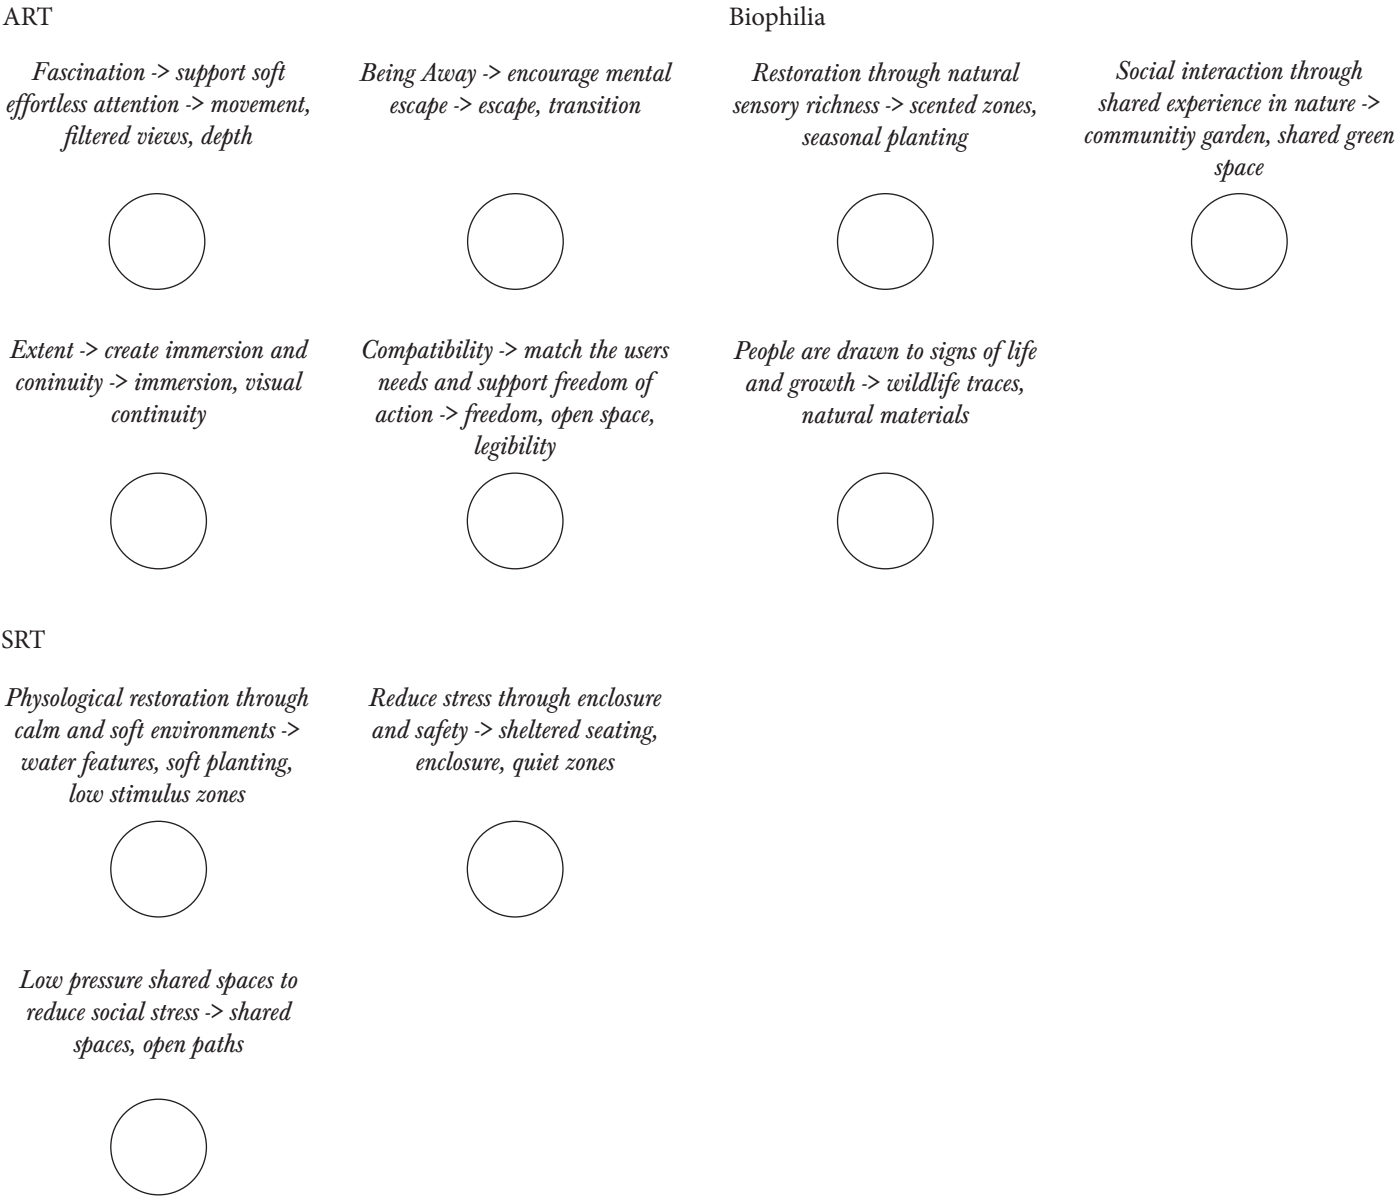 ART
Fascination -> support soft
effortless attention -> movement,
filtered views, depth
Being Away -> encourage mental
escape -> escape, transition
Extent -> create immersion and
coninuity -> immersion, visual
continuity
Compatibility -> match the users
needs and support freedom of
action -> freedom, open space,
legibility
Biophilia
Restoration through natural
sensory richness -> scented zones,
seasonal planting
Social interaction through
shared experience in nature ->
communitiy garden, shared green
space
People are drawn to signs of life
and growth -> wildlife traces,
natural materials
SRT
Physological restoration through
calm and soft environments ->
water features, soft planting,
low stimulus zones
Reduce stress through enclosure
and safety -> sheltered seating,
enclosure, quiet zones
Low pressure shared spaces to
reduce social stress -> shared
spaces, open paths